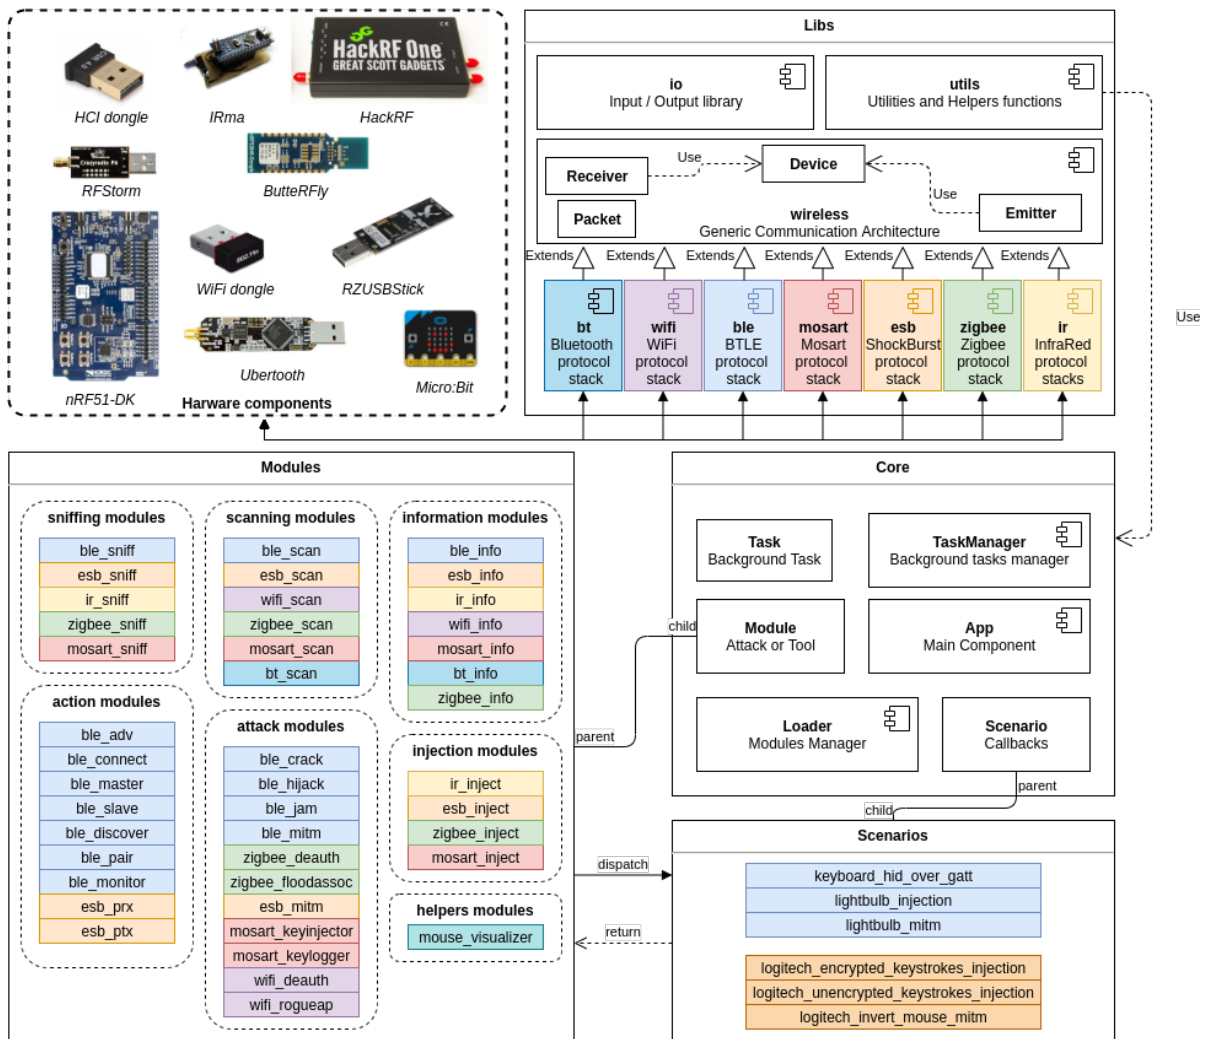 HackRF One
GREAT SCOTT GADGETS
HCI dongle
IRma
HackRF
Crazyradio PA
RFStorm
ButteRFly
nRF51-DK
WiFi dongle
RZUSBStick
Ubertooth
Micro:Bit
Harware components
Libs
io
Input / Output library
utils
Utilities and Helpers functions
Receiver
Use
Device
Packet
Use
Emitter
wireless
Generic Communication Architecture
Extends
Extends
Extends
Extends
Extends
Extends
Extends
bt
Bluetooth
protocol
stack
wifi
WiFi
protocol
stack
ble
BTLE
protocol
stack
mosart
Mosart
protocol
stack
esb
ShockBurst
protocol
stack
zigbee
Zigbee
protocol
stack
ir
InfraRed
protocol
stacks
Use
Modules
sniffing modules
ble_sniff
esb_sniff
ir_sniff
zigbee_sniff
mosart_sniff
scanning modules
ble_scan
esb_scan
wifi_scan
zigbee_scan
mosart_scan
bt_scan
information modules
ble_info
esb_info
ir_info
wifi_info
mosart_info
bt_info
zigbee_info
action modules
ble_adv
ble_connect
ble_master
ble_slave
ble_discover
ble_pair
ble_monitor
esb_prx
esb_ptx
attack modules
ble_crack
ble_hijack
ble_jam
ble_mitm
zigbee_deauth
zigbee_floodassoc
esb_mitm
mosart_keyinjector
mosart_keylogger
wifi_deauth
wifi_rogueap
injection modules
ir_inject
esb_inject
zigbee_inject
mosart_inject
helpers modules
mouse_visualizer
Core
Task
Background Task
TaskManager
Background tasks manager
child
Module
Attack or Tool
App
Main Component
parent
Loader
Modules Manager
Scenario
Callbacks
parent
child
dispatch
return
Scenarios
keyboard_hid_over_gatt
lightbulb_injection
lightbulb_mitm
logitech_encrypted_keystrokes_injection
logitech_unencrypted_keystrokes_injection
logitech_invert_mouse_mitm